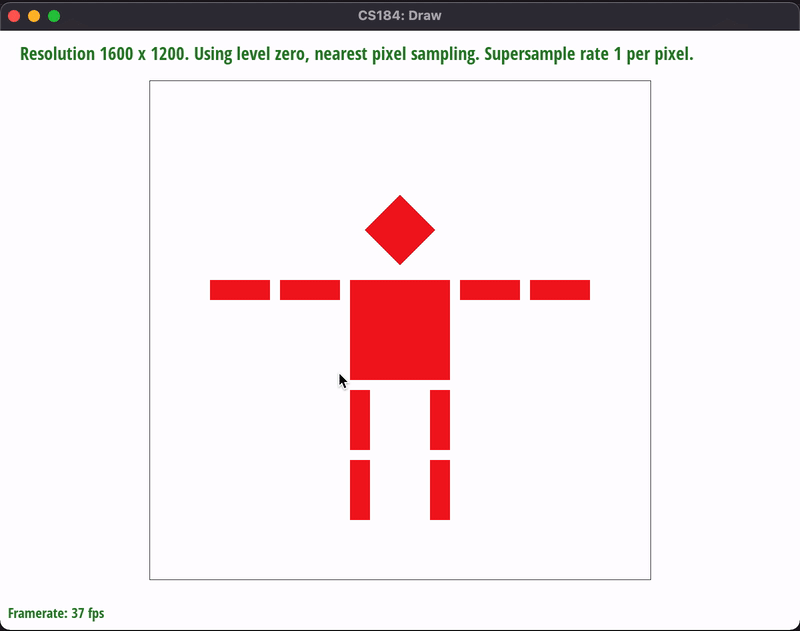 CS184: Draw
Resolution 1600 x 1200. Using level zero, nearest pixel sampling. Supersample rate 1 per pixel.
Framerate: 37 fps